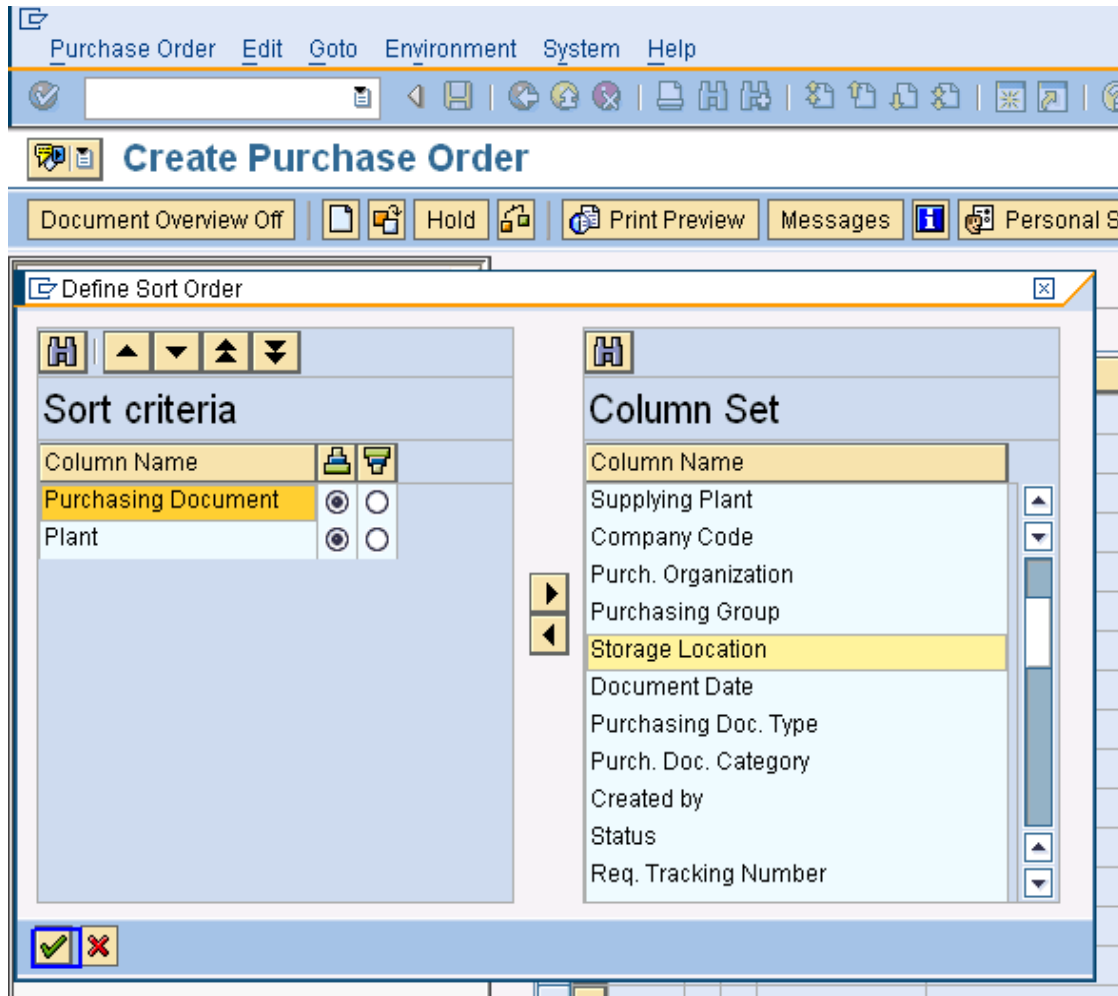 Purchase Order Edit Goto Environment System Help
Create Purchase Order
Document Overview Off Hold Print Preview Messages Personal S
Define Sort Order
Sort criteria
Column Name
Purchasing Document
Plant
Column Set
Column Name
Supplying Plant
Company Code
Purch. Organization
Purchasing Group
Storage Location
Document Date
Purchasing Doc. Type
Purch. Doc. Category
Created by
Status
Req. Tracking Number